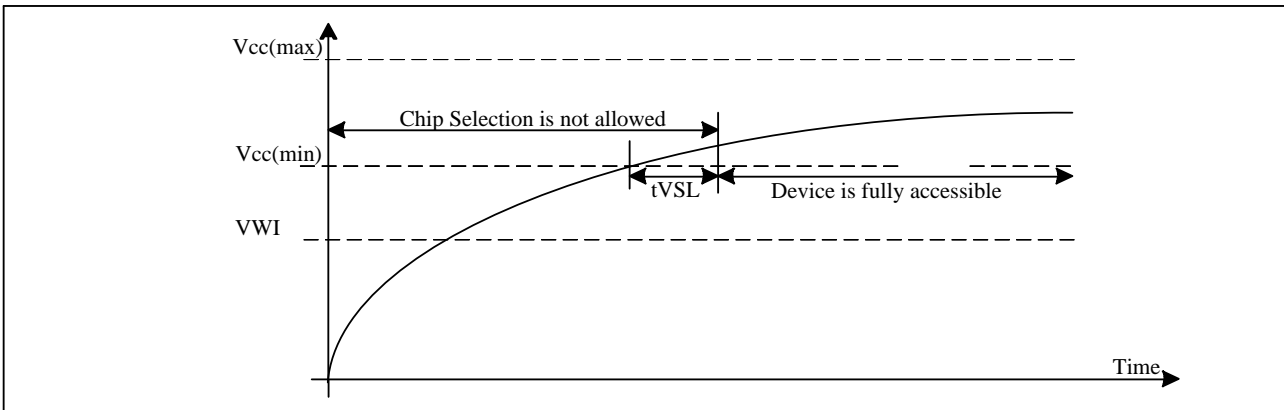 Vcc(max)
Chip Selection is not allowed
Vcc(min)
tVSL
Device is fully accessible
VWI
Time